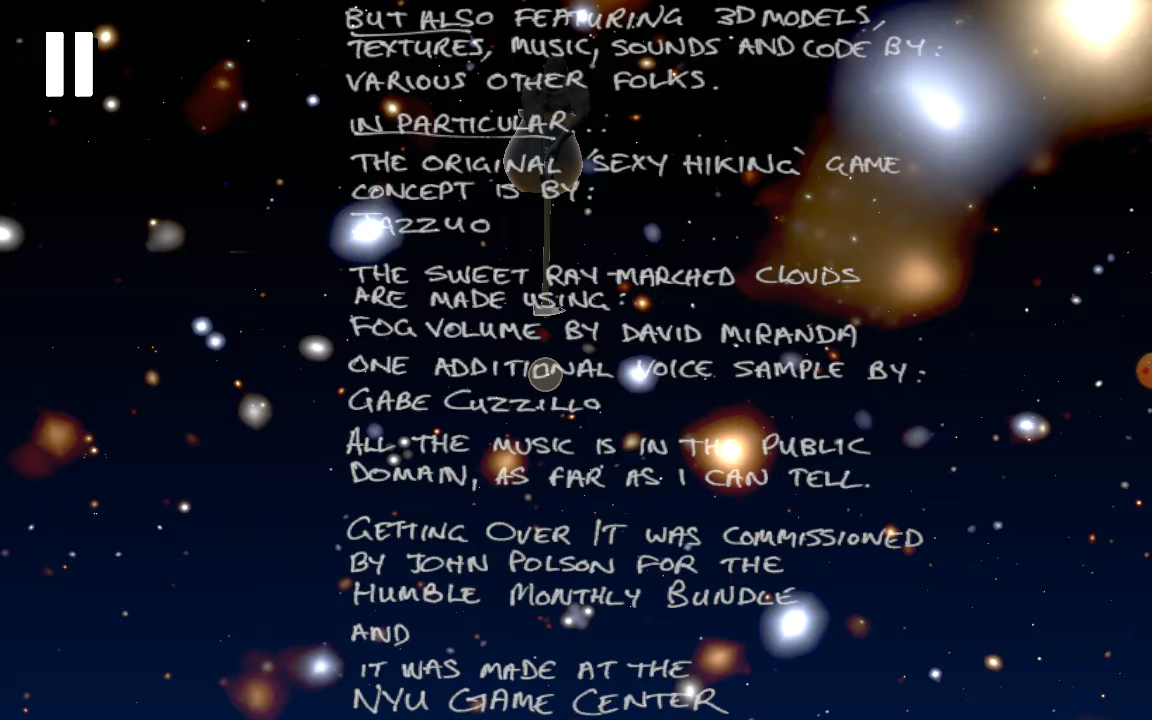 BUT ALSO FEATURING 3D MODELS,
TEXTURES, MUSIC, SOUNDS AND CODE BY:
VARIOUS OTHER FOLKS.
IN PARTICULAR...
THE ORIGINAL 'SEXY HIKING' GAME
CONCEPT IS BY:
JAZZUO
THE SWEET RAY-MARCHED CLOUDS
ARE MADE USING:
FOG VOLUME BY DAVID MIRANDA
ONE ADDITIONAL VOICE SAMPLE BY:
GABE CUZZILLO
ALL THE MUSIC IS IN THE PUBLIC
DOMAIN, AS FAR AS I CAN TELL.
GETTING OVER IT WAS COMMISSIONED
BY JOHN POLSON FOR THE
HUMBLE MONTHLY BUNDLE
AND
IT WAS MADE AT THE
NYU GAME CENTER